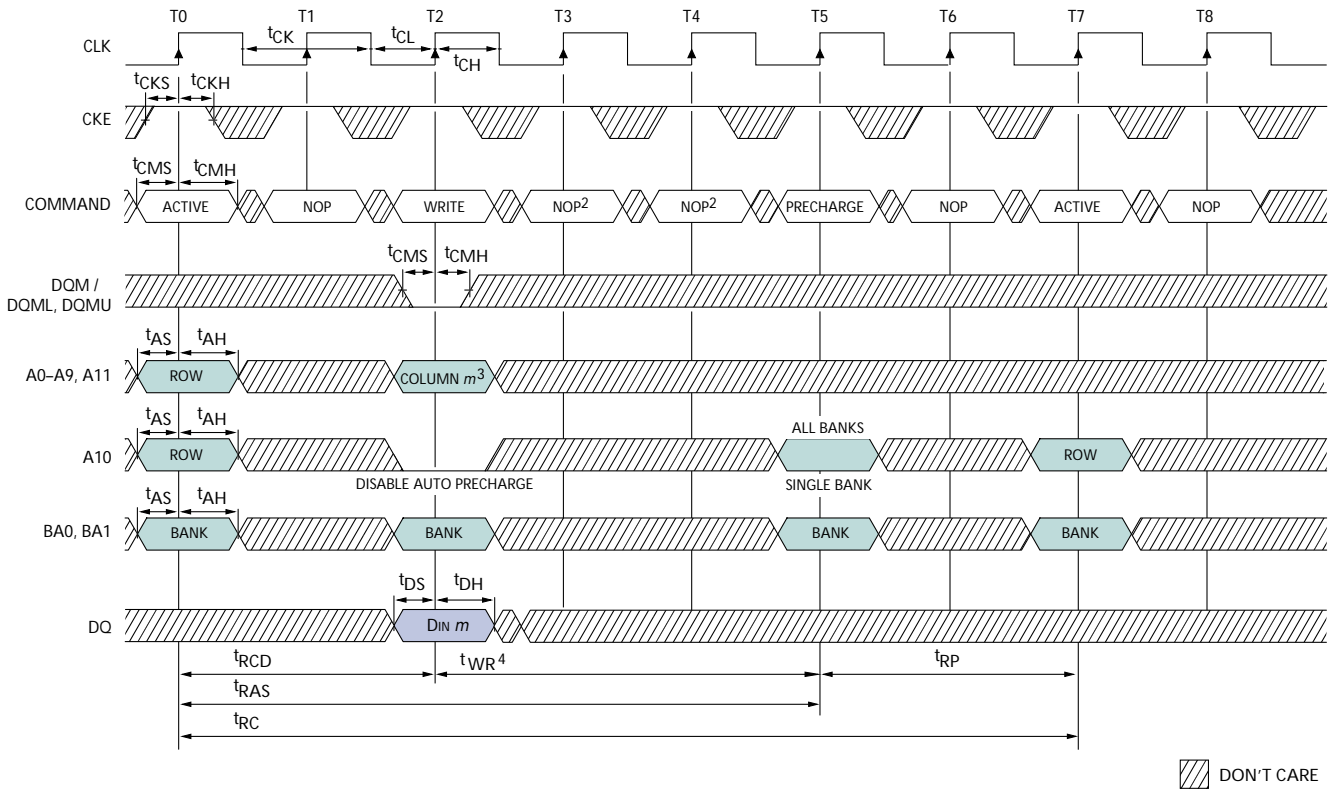 T0 T1 T2 T3 T4 T5 T6 T7 T8
CLK
tCK tCL
tCH
tCKS tCKH
CKE
tCMS tCMH
COMMAND ACTIVE NOP WRITE NOP2 NOP2 PRECHARGE NOP ACTIVE NOP
tCMS tCMH
DQM /
DQML, DQMU
tAS tAH
A0–A9, A11 ROW COLUMN m3
tAS tAH
ALL BANKS
A10 ROW ROW
DISABLE AUTO PRECHARGE SINGLE BANK
tAS tAH
BA0, BA1 BANK BANK BANK BANK
tDS tDH
DQ DIN m
tRCD tWR4 tRP
tRAS
tRC
DON'T CARE